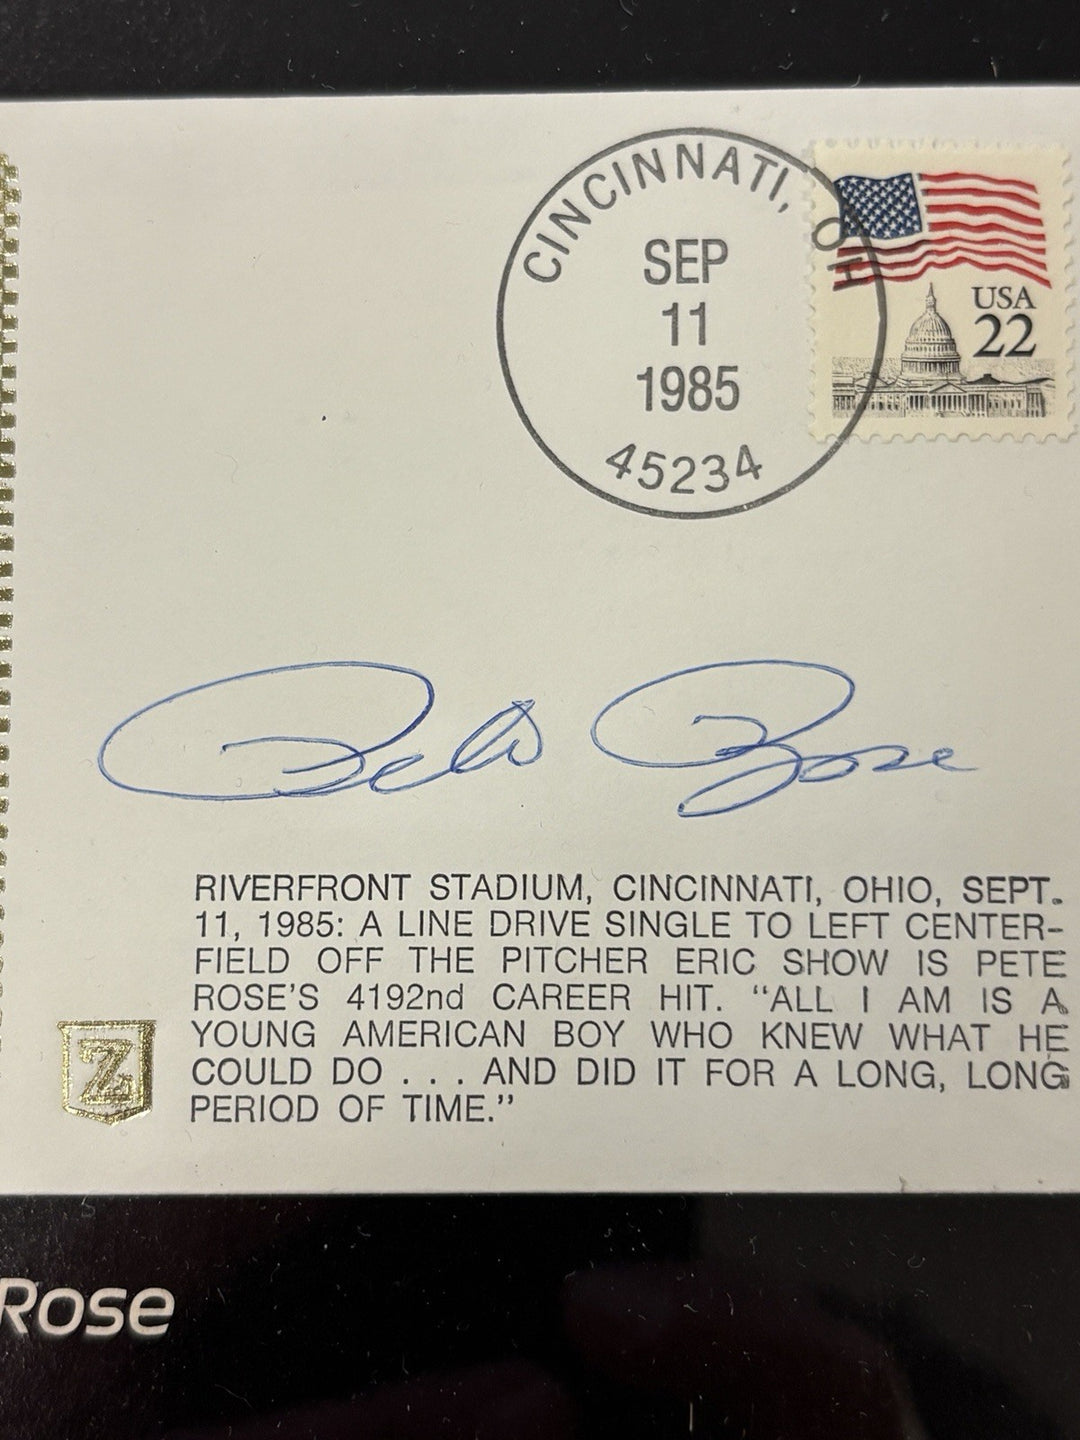 CINCINNATI, OH
SEP
11
1985
45234
USA
22
Pete Rose
RIVERFRONT STADIUM, CINCINNATI, OHIO, SEPT.
11, 1985: A LINE DRIVE SINGLE TO LEFT CENTER-
FIELD OFF THE PITCHER ERIC SHOW IS PETE
ROSE'S 4192nd CAREER HIT. "ALL I AM IS A
YOUNG AMERICAN BOY WHO KNEW WHAT HE
COULD DO . . . AND DID IT FOR A LONG, LONG
PERIOD OF TIME."
Z
Rose